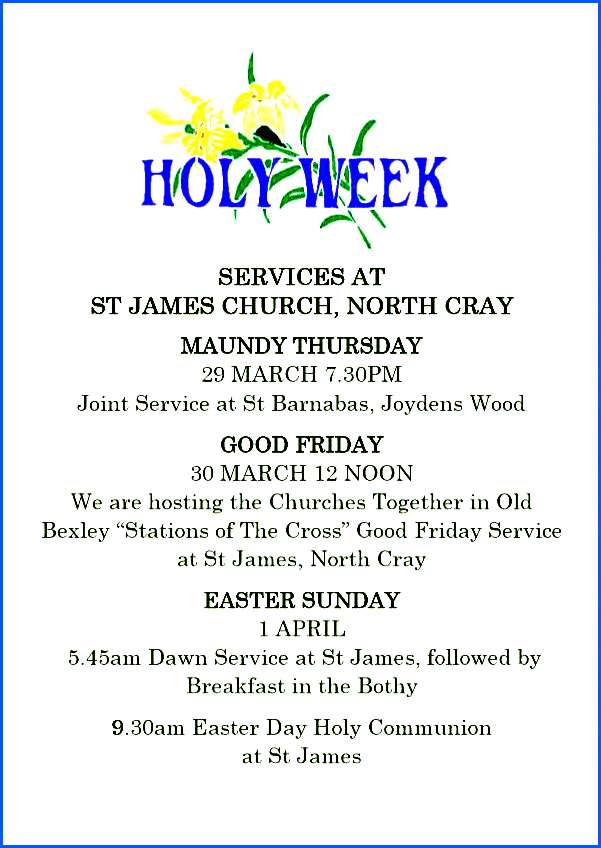 HOLY WEEK
SERVICES AT
ST JAMES CHURCH, NORTH CRAY
MAUNDY THURSDAY
29 MARCH 7.30PM
Joint Service at St Barnabas, Joydens Wood
GOOD FRIDAY
30 MARCH 12 NOON
We are hosting the Churches Together in Old
Bexley “Stations of The Cross” Good Friday Service
at St James, North Cray
EASTER SUNDAY
1 APRIL
5.45am Dawn Service at St James, followed by
Breakfast in the Bothy
9.30am Easter Day Holy Communion
at St James